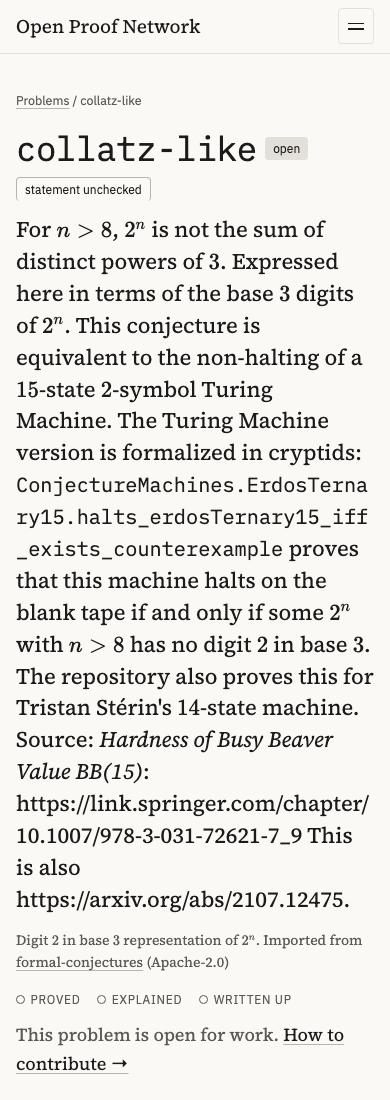 Open Proof Network
Problems / collatz-like
collatz-like open
statement unchecked
For n > 8, 2ⁿ is not the sum of
distinct powers of 3. Expressed
here in terms of the base 3 digits
of 2ⁿ. This conjecture is
equivalent to the non-halting of a
15-state 2-symbol Turing
Machine. The Turing Machine
version is formalized in cryptids:
ConjectureMachines.ErdosTerna
ry15.halts_erdosTernary15_iff
_exists_counterexample proves
that this machine halts on the
blank tape if and only if some 2ⁿ
with n > 8 has no digit 2 in base 3.
The repository also proves this for
Tristan Stérin's 14-state machine.
Source: Hardness of Busy Beaver
Value BB(15):
https://link.springer.com/chapter/
10.1007/978-3-031-72621-7_9 This
is also
https://arxiv.org/abs/2107.12475.
Digit 2 in base 3 representation of 2ⁿ. Imported from
formal-conjectures (Apache-2.0)
PROVED EXPLAINED WRITTEN UP
This problem is open for work. How to
contribute →